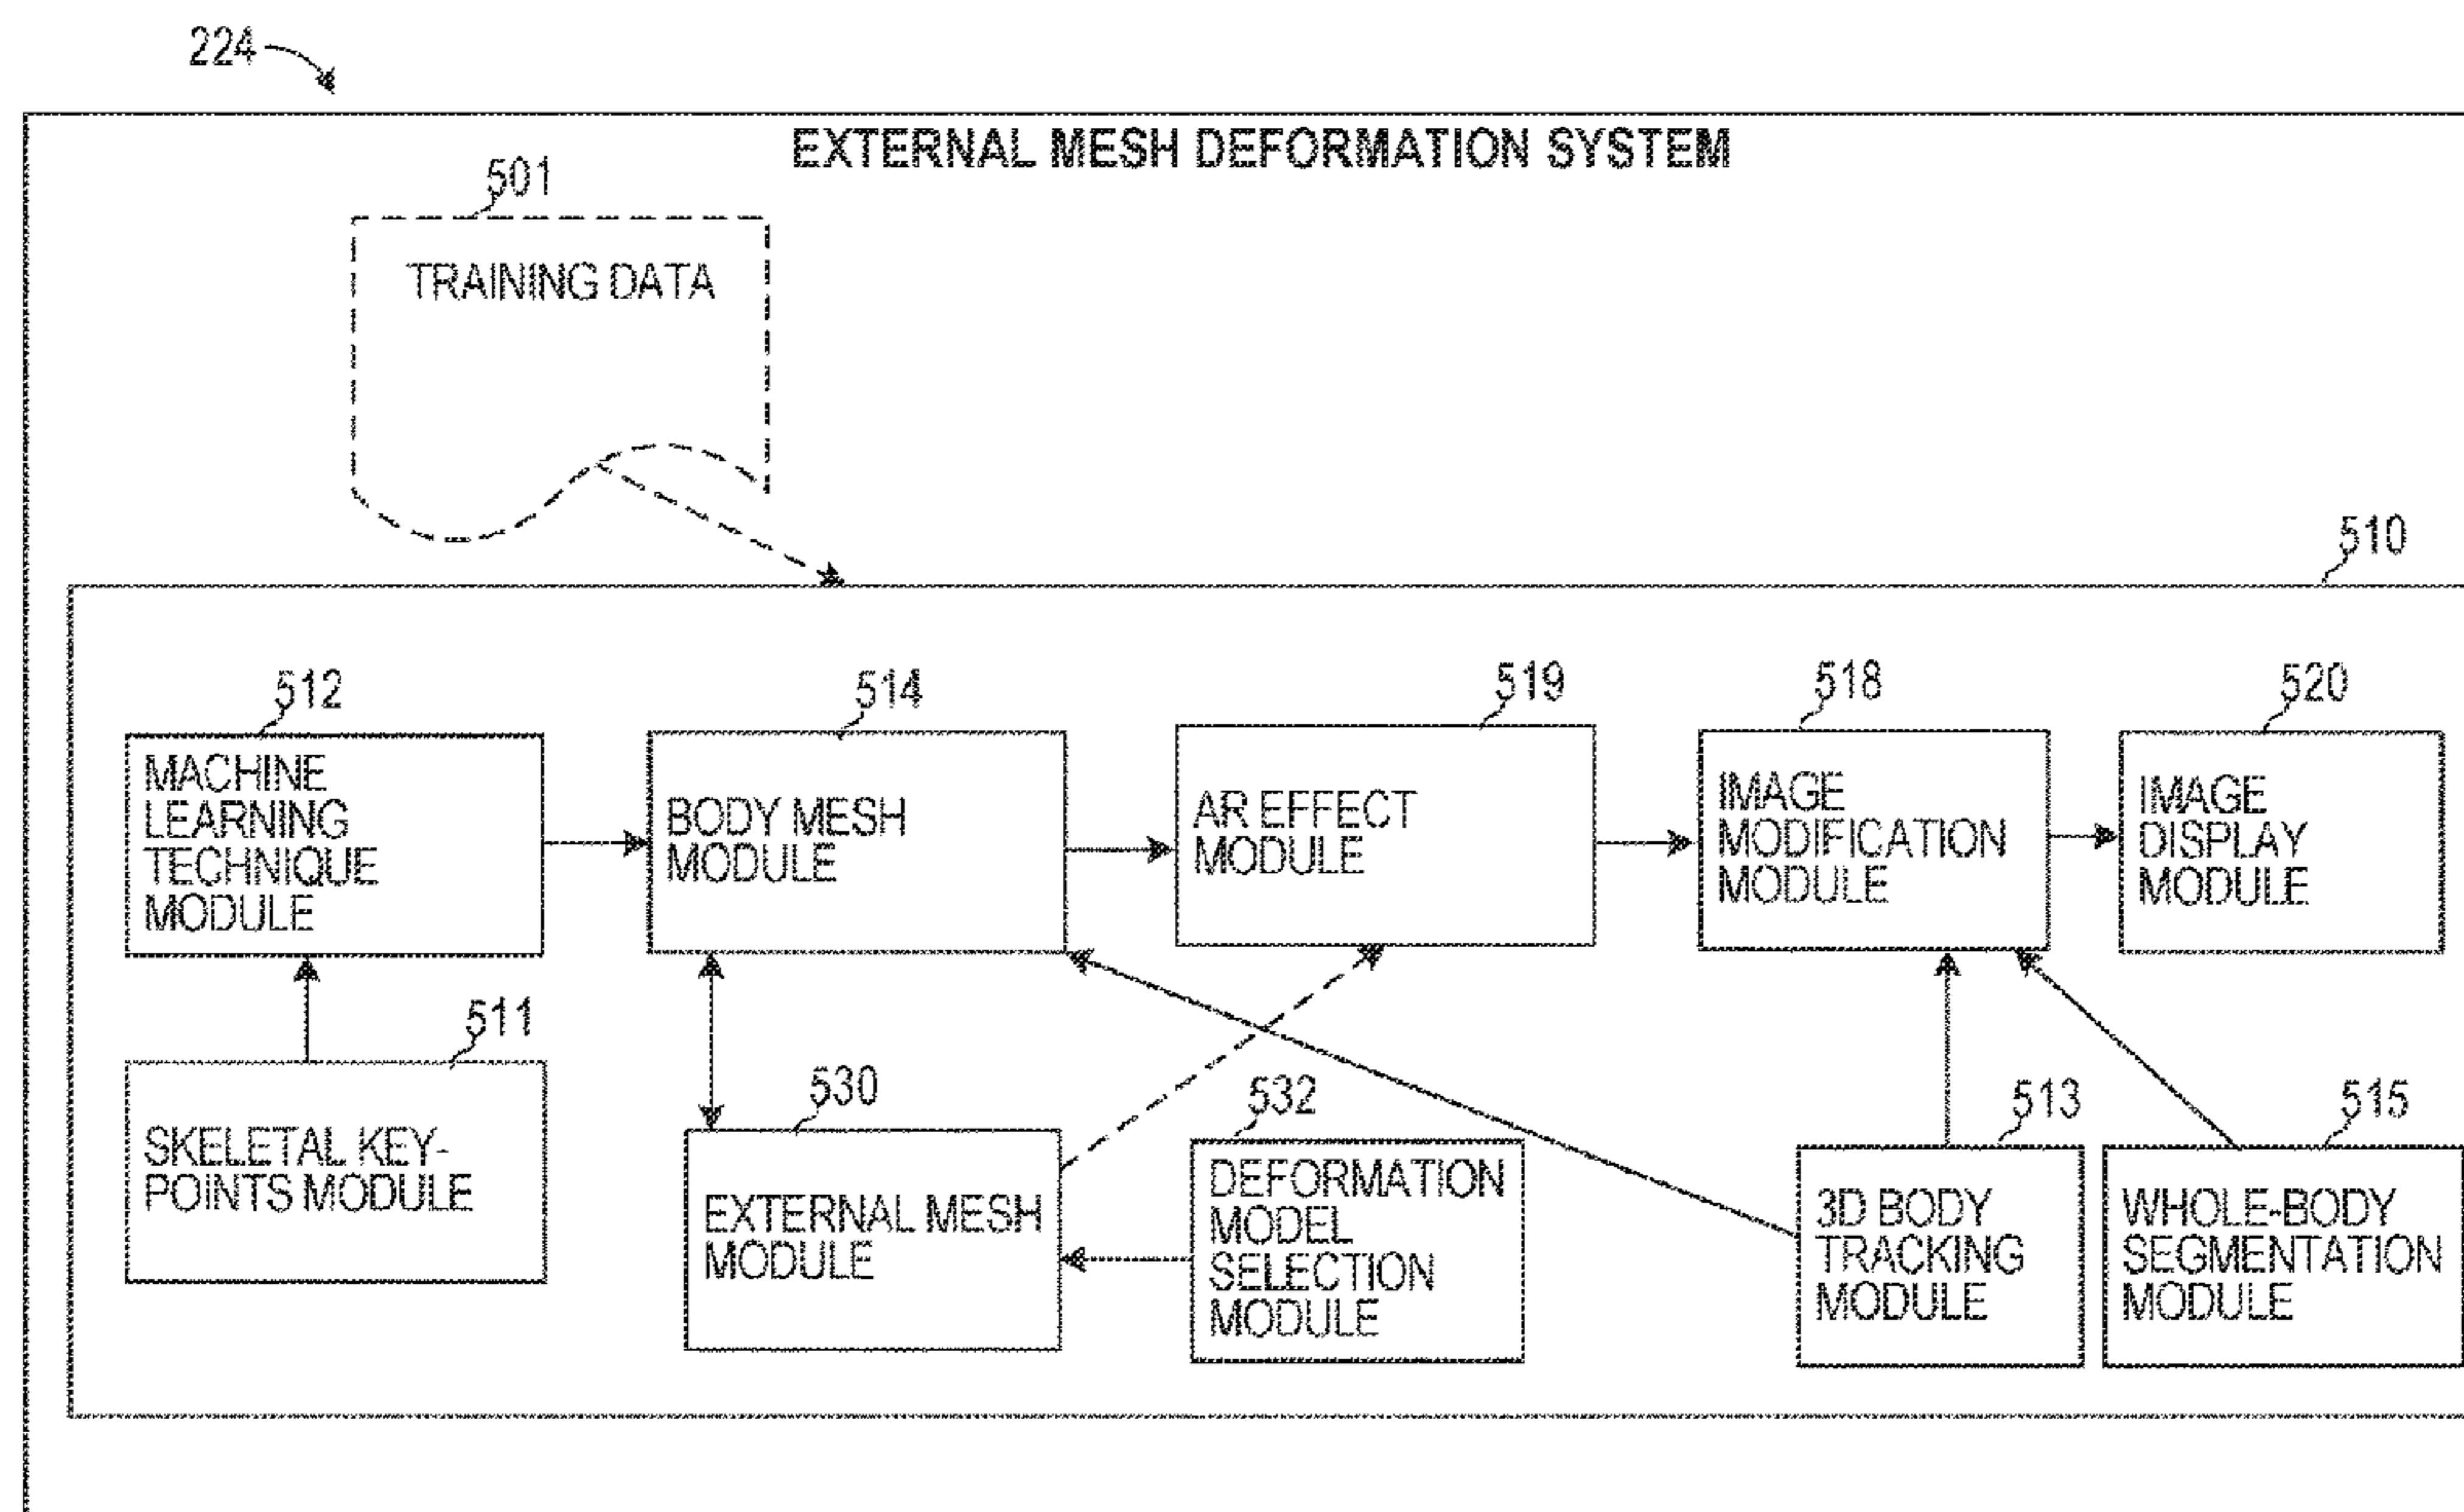 224
EXTERNAL MESH DEFORMATION SYSTEM
501
TRAINING DATA
510
512
MACHINE
LEARNING
TECHNIQUE
MODULE
514
BODY MESH
MODULE
519
AR EFFECT
MODULE
518
IMAGE
MODIFICATION
MODULE
520
IMAGE
DISPLAY
MODULE
511
SKELETAL KEY-
POINTS MODULE
530
EXTERNAL MESH
MODULE
532
DEFORMATION
MODEL
SELECTION
MODULE
513
3D BODY
TRACKING
MODULE
515
WHOLE-BODY
SEGMENTATION
MODULE